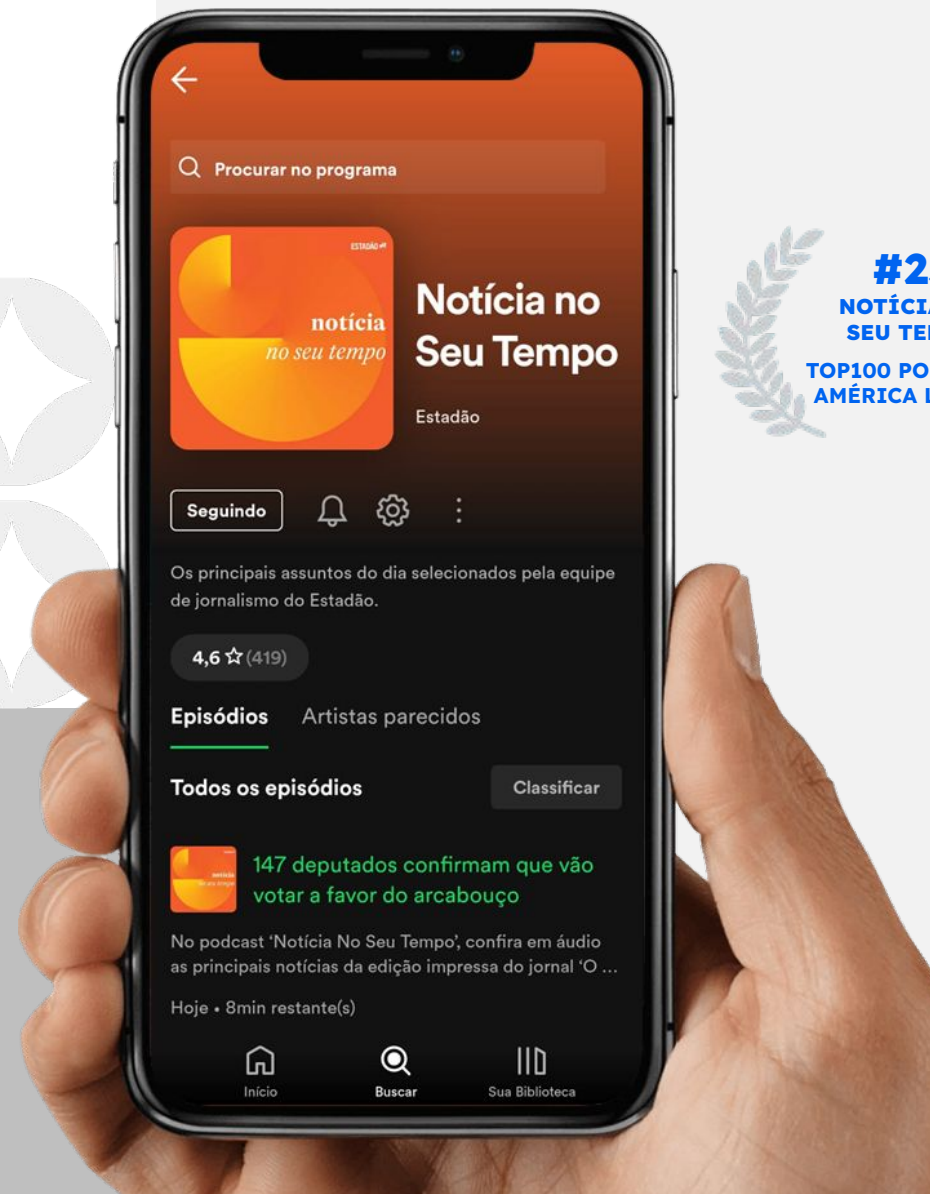 Procurar no programa
ESTADÃO
notícia
no seu tempo
Notícia no
Seu Tempo
Estadão
Seguindo
Os principais assuntos do dia selecionados pela equipe
de jornalismo do Estadão.
4,6 ☆ (419)
Episódios Artistas parecidos
Todos os episódios Classificar
147 deputados confirmam que vão
votar a favor do arcabouço
No podcast ‘Notícia No Seu Tempo’, confira em áudio
as principais notícias da edição impressa do jornal ‘O ...
Hoje • 8min restante(s)
Início Buscar Sua Biblioteca
SEU
TOP100
AMÉRICA